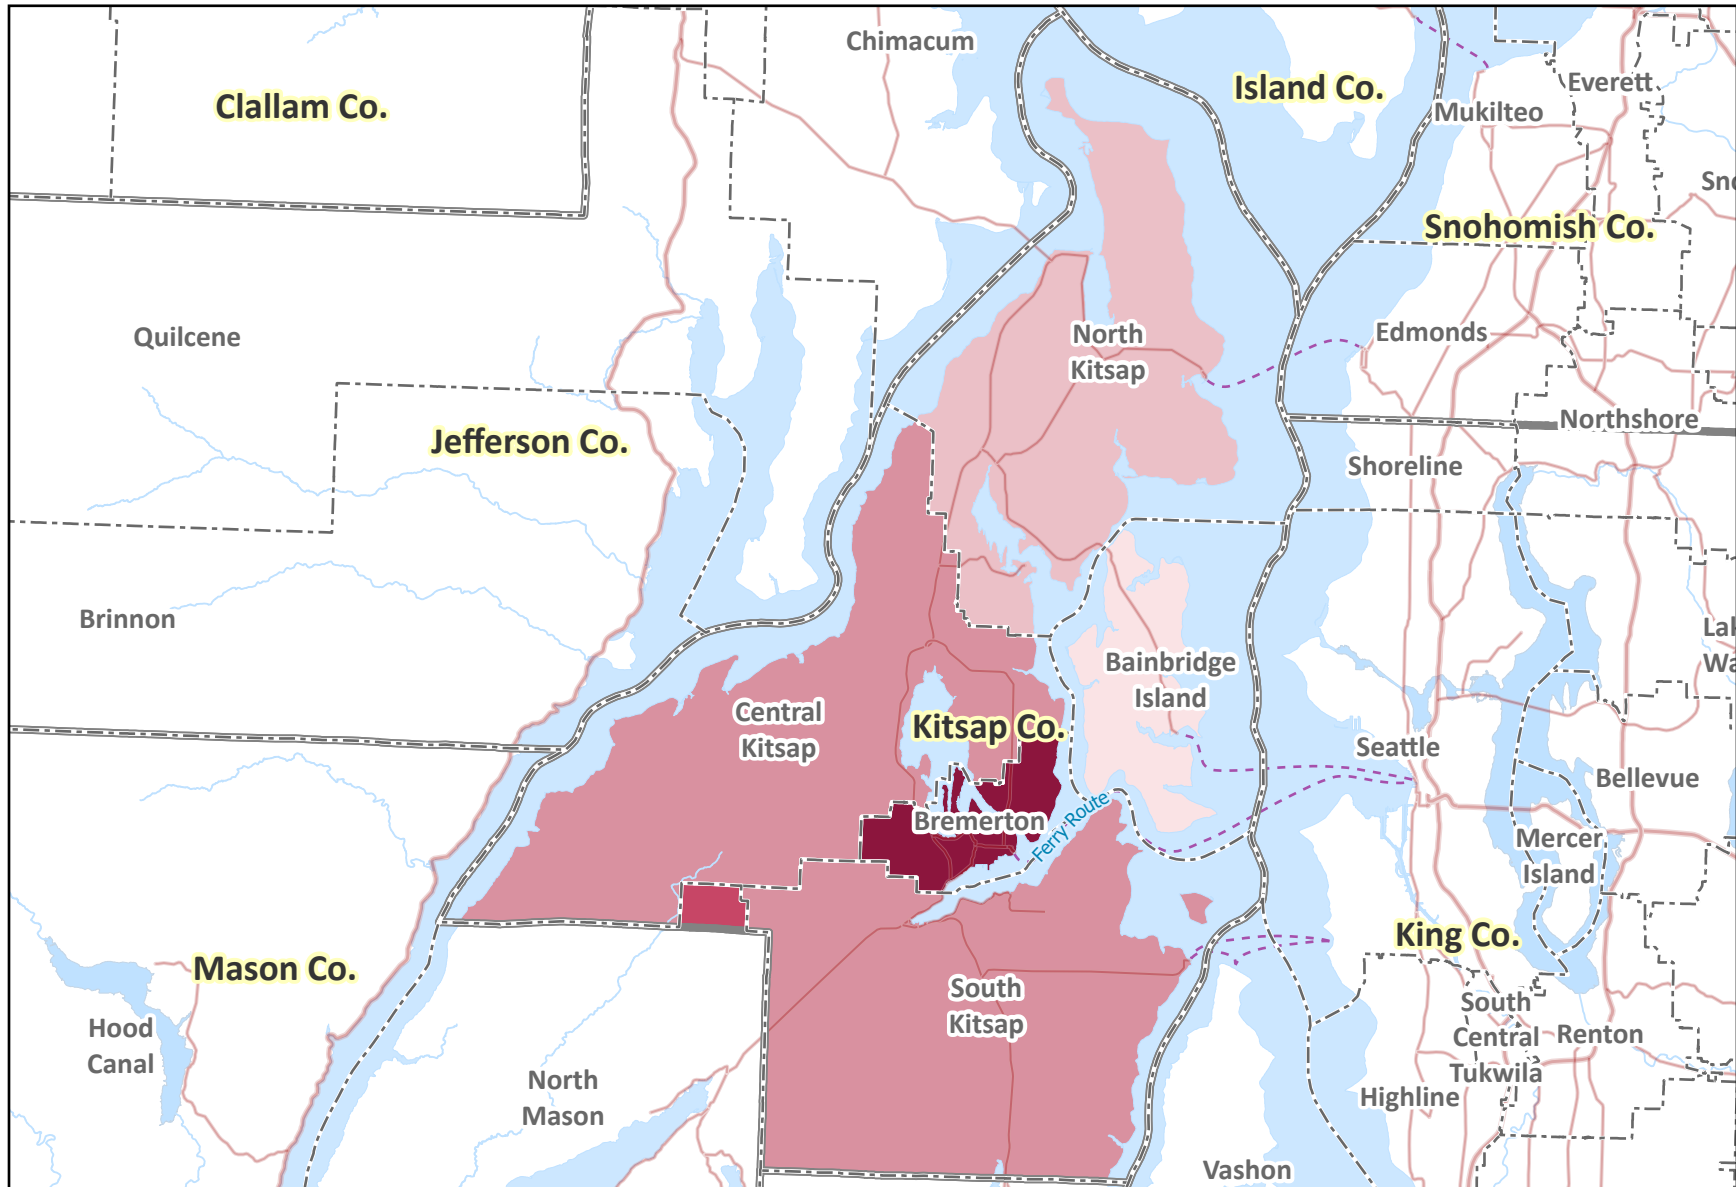 Chimacum
Clallam Co.
Island Co.
Everett
Mukilteo
Snohomish Co.
Quilcene
North
Kitsap
Edmonds
Jefferson Co.
Northshore
Shoreline
Brinnon
Bainbridge
Island
Central
Kitsap
Kitsap Co.
Seattle
Bellevue
Bremerton
Ferry Route
Mercer
Island
King Co.
Mason Co.
South
Kitsap
Hood
Canal
South
Central
Tukwila
Renton
North
Mason
Highline
Vashon